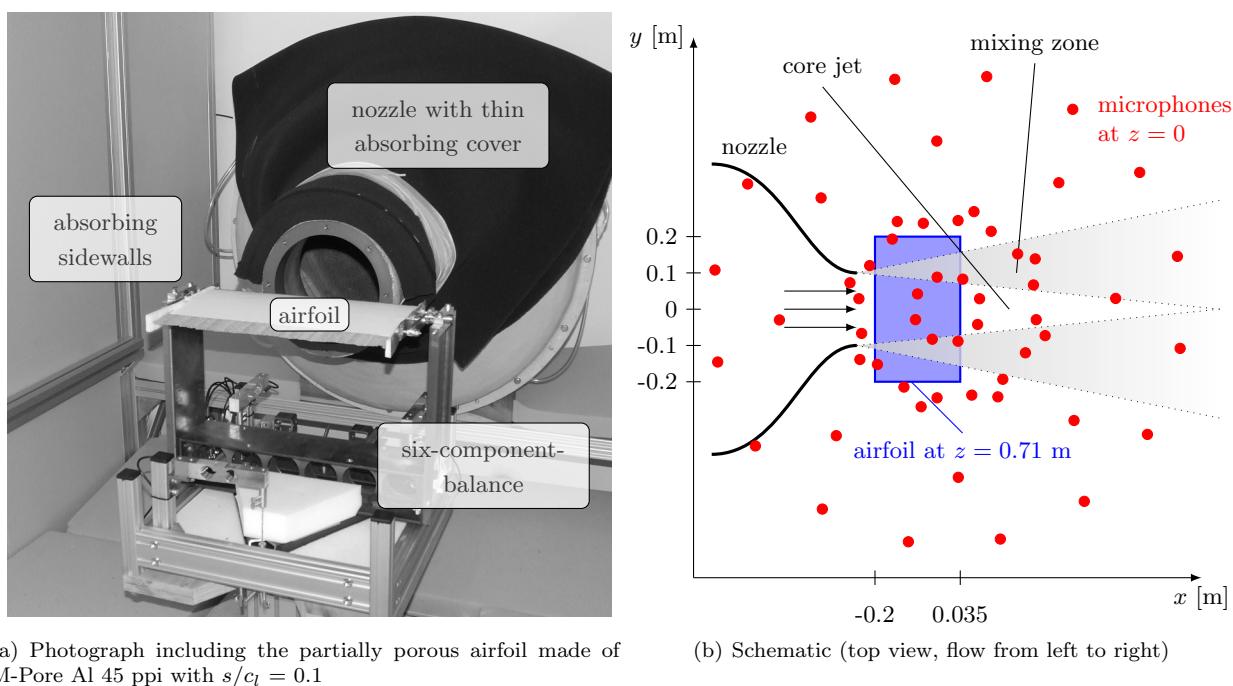 nozzle with thin
absorbing cover
absorbing
sidewalls
airfoil
six-component-
balance
a) Photograph including the partially porous airfoil made of
M-Pore Al 45 ppi with s/c_l = 0.1
y [m]
mixing zone
core jet
microphones
at z = 0
nozzle
0.2
0.1
0
-0.1
-0.2
airfoil at z = 0.71 m
x [m]
-0.2
0.035
(b) Schematic (top view, flow from left to right)